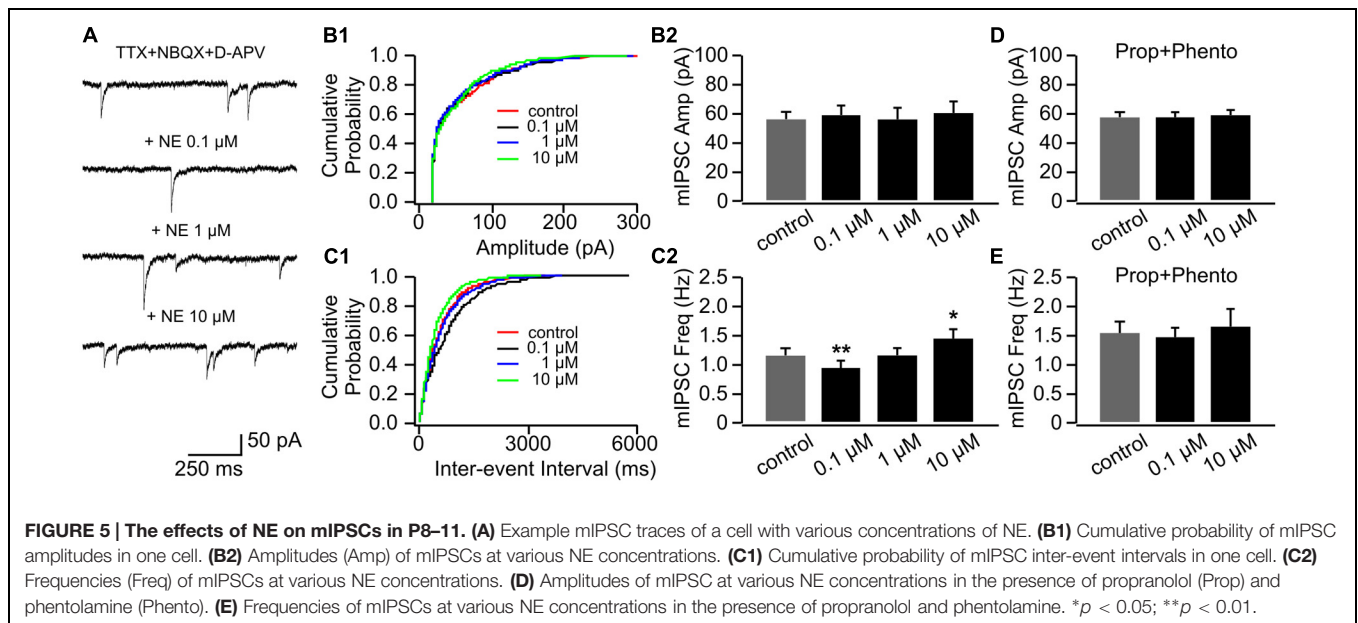 A
TTX+NBQX+D-APV
+ NE 0.1 µM
+ NE 1 µM
+ NE 10 µM
50 pA
250 ms
B1
Cumulative
Probability
1.0
0.8
0.6
0.4
0.2
0.0
control
0.1 µM
1 µM
10 µM
0
100
200
300
Amplitude (pA)
B2
mIPSC Amp (pA)
100
80
60
40
20
0
control
0.1 µM
1 µM
10 µM
D
Prop+Phento
mIPSC Amp (pA)
100
80
60
40
20
0
control
0.1 µM
10 µM
C1
Cumulative
Probability
1.0
0.8
0.6
0.4
0.2
0.0
control
0.1 µM
1 µM
10 µM
0
3000
6000
Inter-event Interval (ms)
C2
mIPSC Freq (Hz)
2.5
2.0
1.5
1.0
0.5
0
**
*
control
0.1 µM
1 µM
10 µM
E
Prop+Phento
mIPSC Freq (Hz)
2.5
2.0
1.5
1.0
0.5
0
control
0.1 µM
10 µM
FIGURE 5 | The effects of NE on mIPSCs in P8–11. (A) Example mIPSC traces of a cell with various concentrations of NE. (B1) Cumulative probability of mIPSC
amplitudes in one cell. (B2) Amplitudes (Amp) of mIPSCs at various NE concentrations. (C1) Cumulative probability of mIPSC inter-event intervals in one cell. (C2)
Frequencies (Freq) of mIPSCs at various NE concentrations. (D) Amplitudes of mIPSC at various NE concentrations in the presence of propranolol (Prop) and
phentolamine (Phento). (E) Frequencies of mIPSCs at various NE concentrations in the presence of propranolol and phentolamine. *p < 0.05; **p < 0.01.